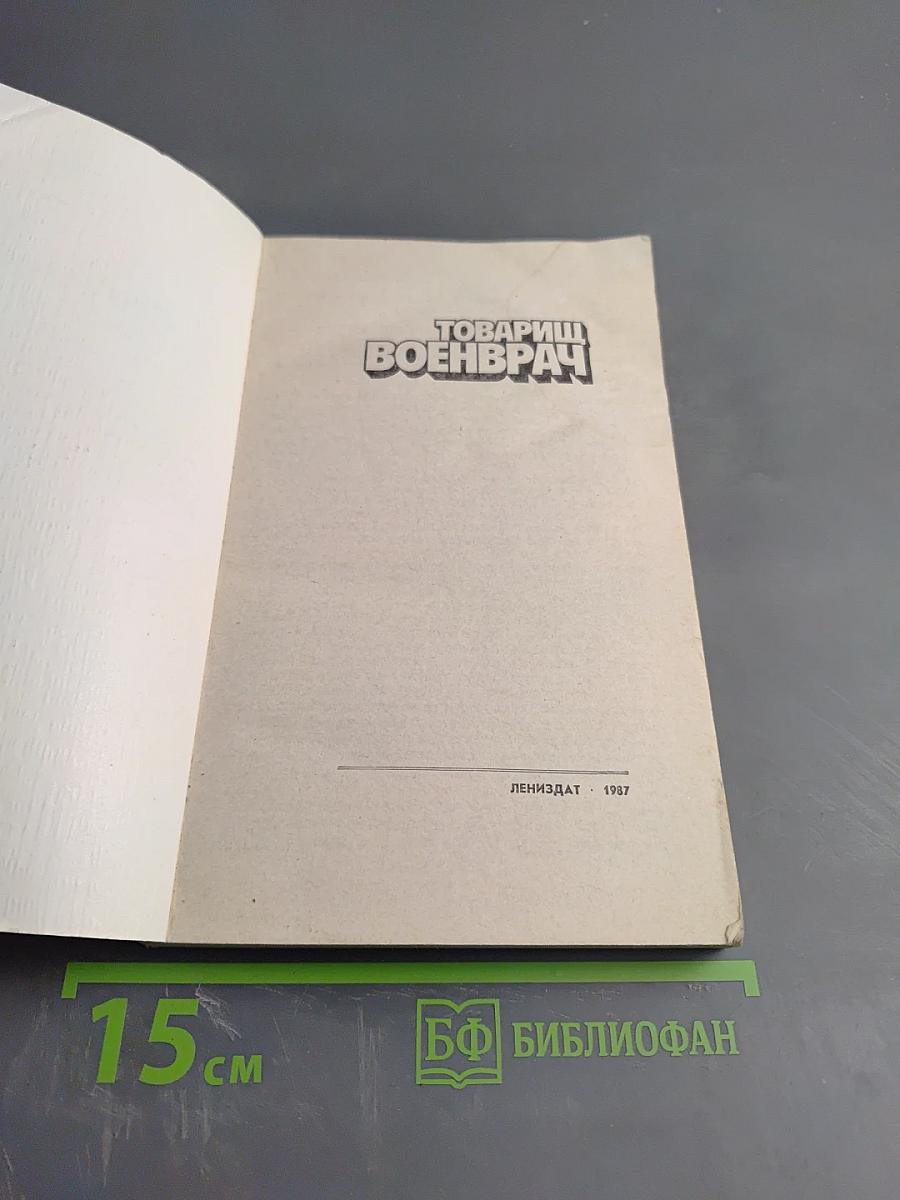 ТОВАРИЩ
ВОЕНВРАЧ
ЛЕНИЗДАТ · 1987
15 см
БФ БИБЛИОФАН